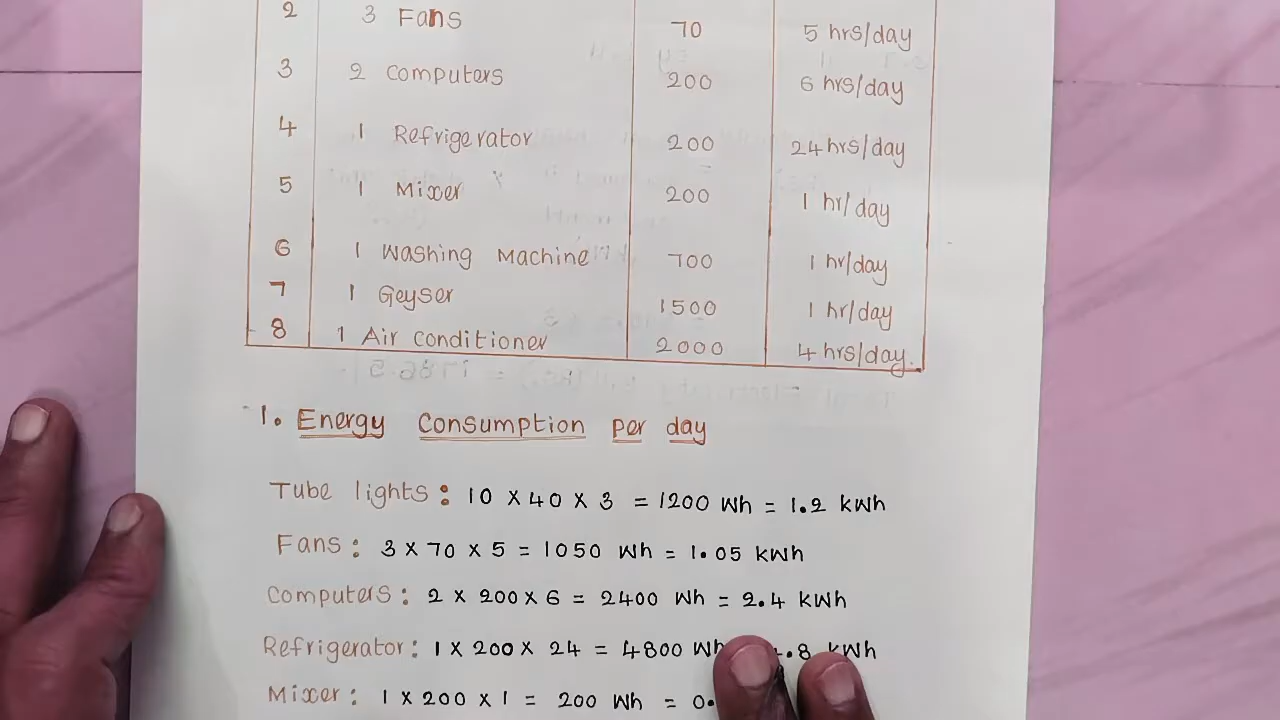 2 3 Fans 70 5 hrs/day
3 2 Computers 200 6 hrs/day
4 1 Refrigerator 200 24 hrs/day
5 1 Mixer 200 1 hr/day
6 1 Washing Machine 700 1 hr/day
7 1 Geyser 1500 1 hr/day
8 1 Air Conditioner 2000 4 hrs/day.
1. Energy Consumption Per day
Tube lights: 10 X 40 X 3 = 1200 Wh = 1.2 kWh
Fans: 3 X 70 X 5 = 1050 Wh = 1.05 kWh
Computers: 2 X 200 X 6 = 2400 Wh = 2.4 kWh
Refrigerator: 1 X 200 X 24 = 4800 Wh .8 kWh
Mixer: 1 X 200 X 1 = 200 Wh = 0.